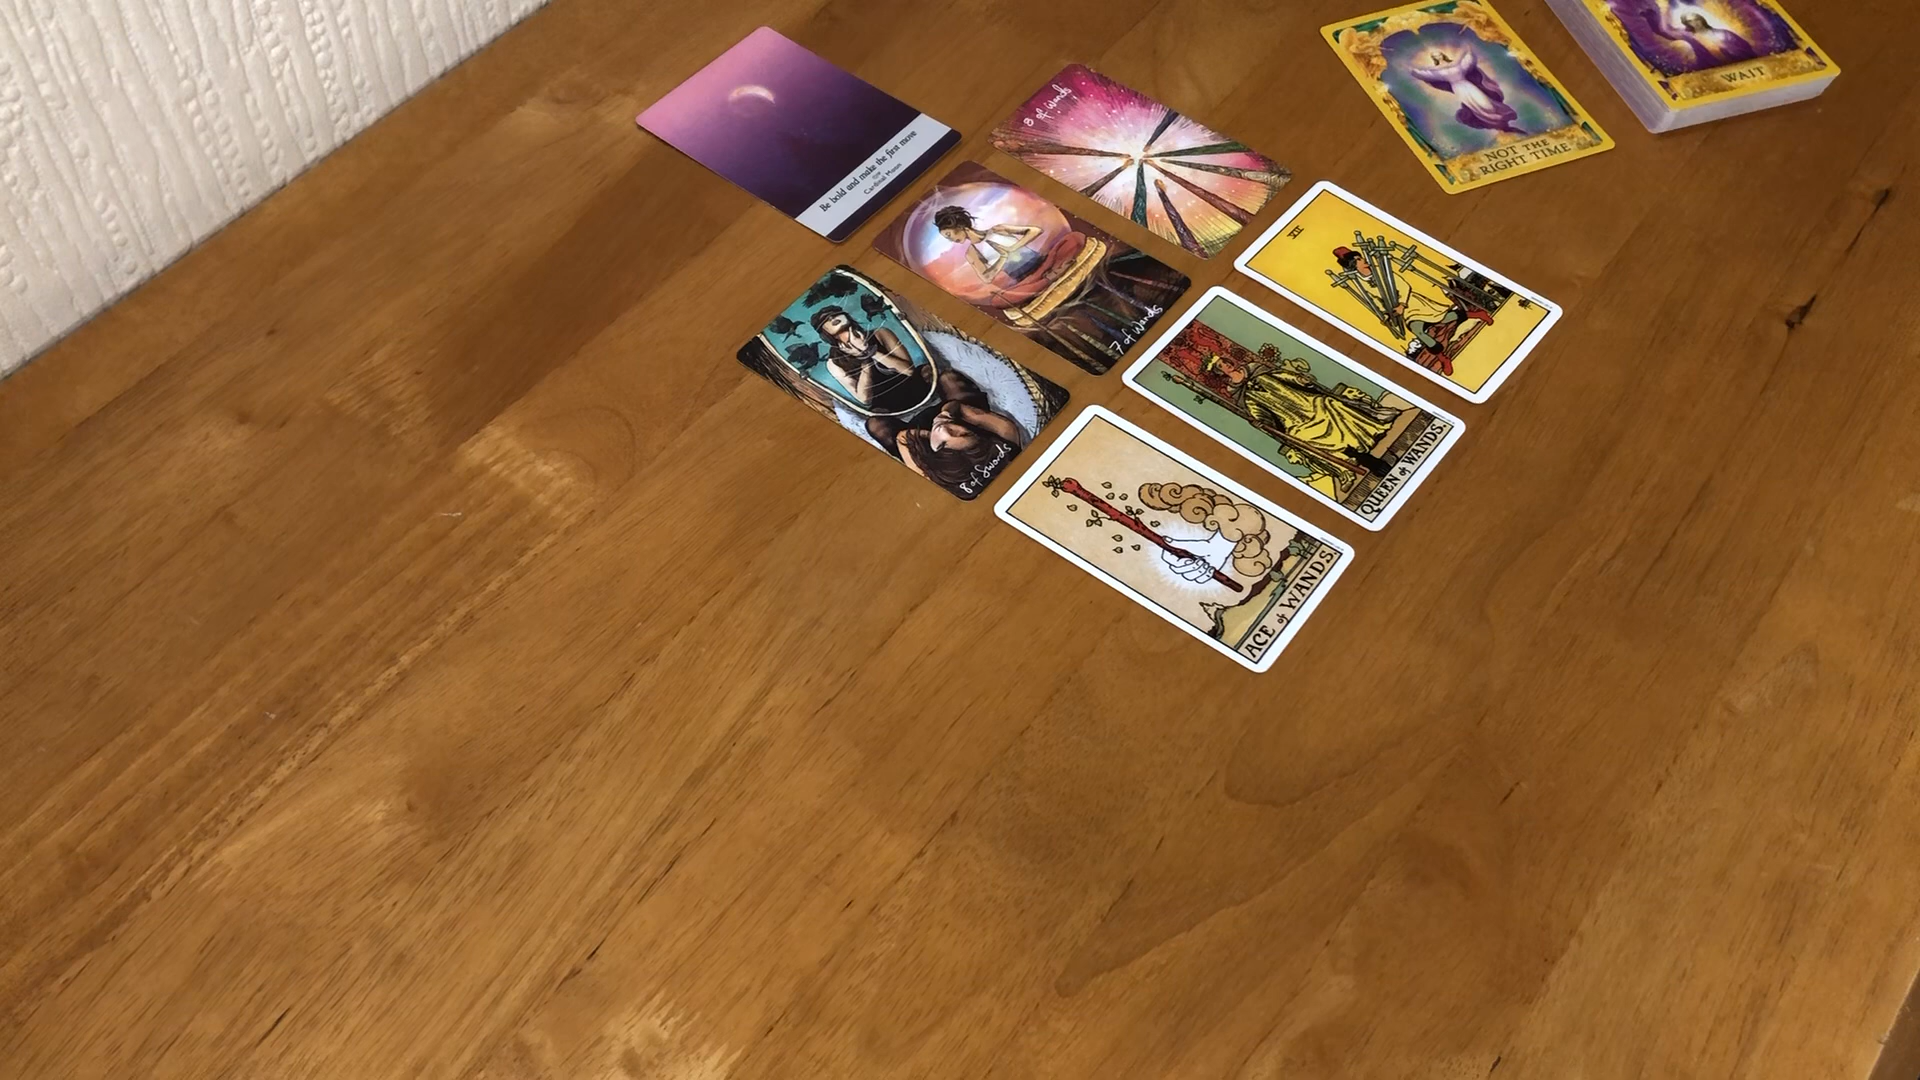 Be bold and make the first move
Cardinal Moon
8 of Wands
NOT THE
RIGHT TIME
WAIT
7 of Wands
VII
8 of Swords
QUEEN of WANDS.
ACE of WANDS.